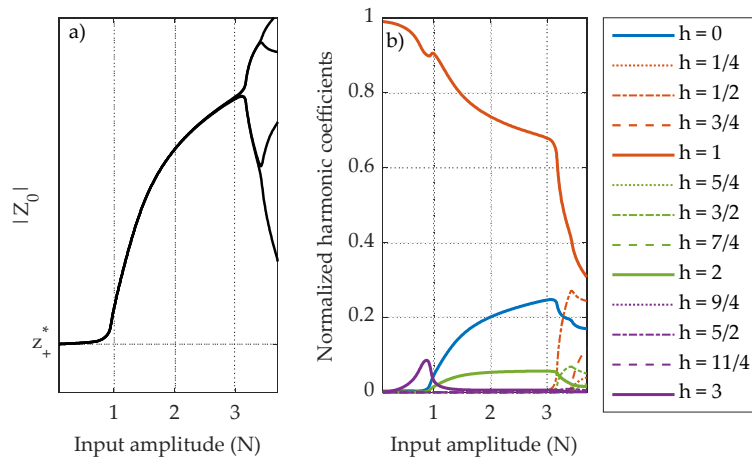 a)
|Z₀|
z₊*
1 2 3
Input amplitude (N)
b)
Normalized harmonic coefficients
1
0.8
0.6
0.4
0.2
0
1 2 3
Input amplitude (N)
h = 0
h = 1/4
h = 1/2
h = 3/4
h = 1
h = 5/4
h = 3/2
h = 7/4
h = 2
h = 9/4
h = 5/2
h = 11/4
h = 3